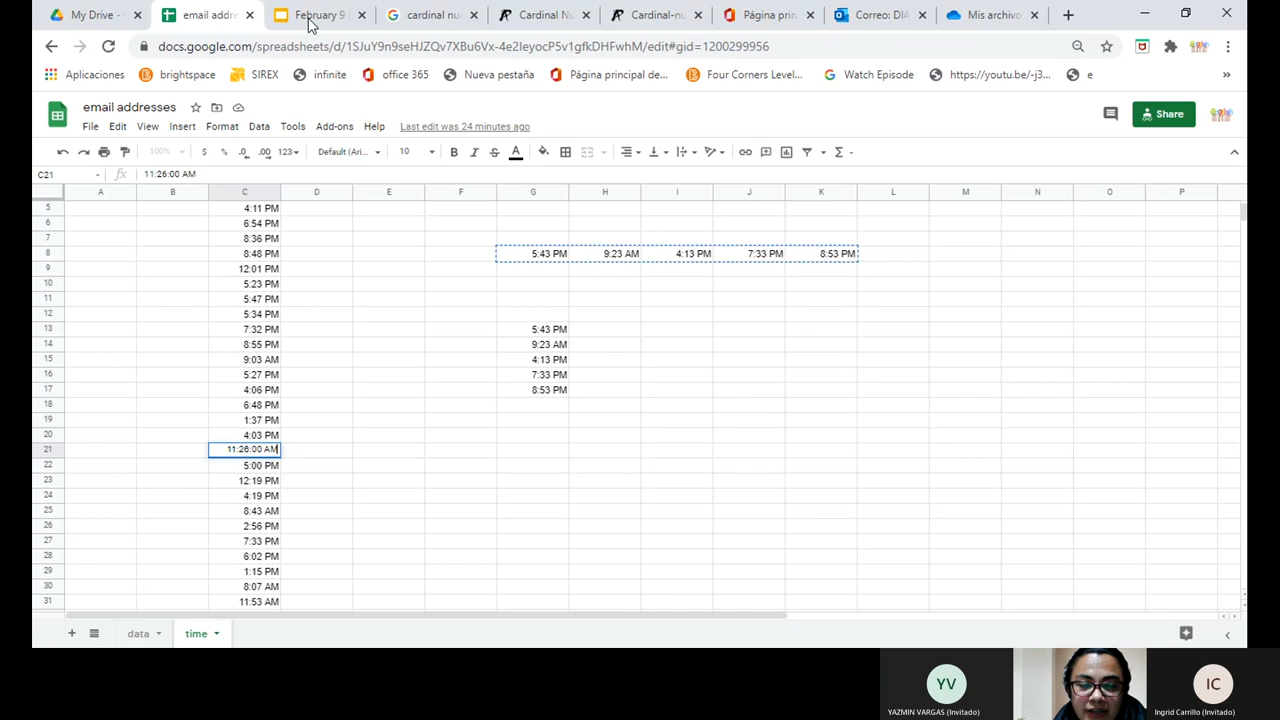 My Drive -
email addre
February 9
cardinal nu
Cardinal Nu
Cardinal-nu
Página prin
Correo: DIA
Mis archivo
docs.google.com/spreadsheets/d/1SJuY9n9seHJZQv7XBu6Vx-4e2IeyocP5v1gfkDHFwhM/edit#gid=1200299956
Aplicaciones
brightspace
SIREX
infinite
office 365
Nueva pestaña
Página principal de...
Four Corners Level...
Watch Episode
https://youtu.be/-j3...
e
»
email addresses
File Edit View Insert Format Data Tools Add-ons Help Last edit was 24 minutes ago
Share
100% $ % .0 .00 123 Default (Ari... 10 B I S A
C21 fx 11:26:00 AM
A B C D E F G H I J K L M N O P
5 4:11 PM
6 6:54 PM
7 8:36 PM
8 8:48 PM 5:43 PM 9:23 AM 4:13 PM 7:33 PM 8:53 PM
9 12:01 PM
10 5:23 PM
11 5:47 PM
12 5:34 PM
13 7:32 PM 5:43 PM
14 8:55 PM 9:23 AM
15 9:03 AM 4:13 PM
16 5:27 PM 7:33 PM
17 4:06 PM 8:53 PM
18 6:48 PM
19 1:37 PM
20 4:03 PM
21 11:26:00 AM
22 5:00 PM
23 12:19 PM
24 4:19 PM
25 8:43 AM
26 2:56 PM
27 7:33 PM
28 6:02 PM
29 1:15 PM
30 8:07 AM
31 11:53 AM
data
time
YV
IC
YAZMIN VARGAS (Invitado)
Ingrid Carrillo (Invitado)